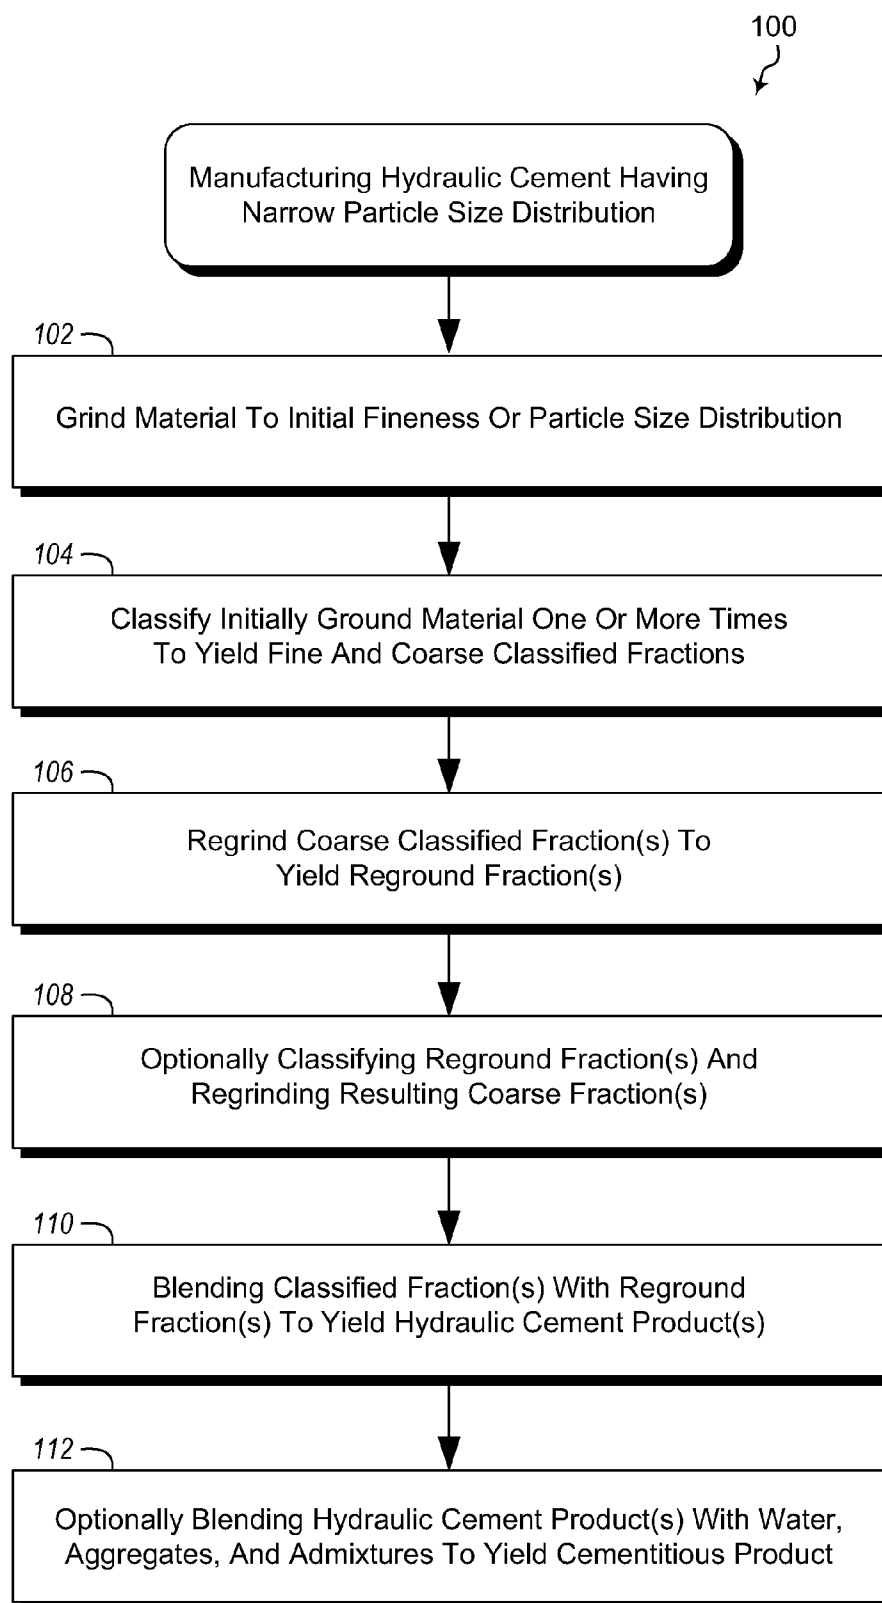 100
Manufacturing Hydraulic Cement Having
Narrow Particle Size Distribution
102
Grind Material To Initial Fineness Or Particle Size Distribution
104
Classify Initially Ground Material One Or More Times
To Yield Fine And Coarse Classified Fractions
106
Regrind Coarse Classified Fraction(s) To
Yield Reground Fraction(s)
108
Optionally Classifying Reground Fraction(s) And
Regrinding Resulting Coarse Fraction(s)
110
Blending Classified Fraction(s) With Reground
Fraction(s) To Yield Hydraulic Cement Product(s)
112
Optionally Blending Hydraulic Cement Product(s) With Water,
Aggregates, And Admixtures To Yield Cementitious Product